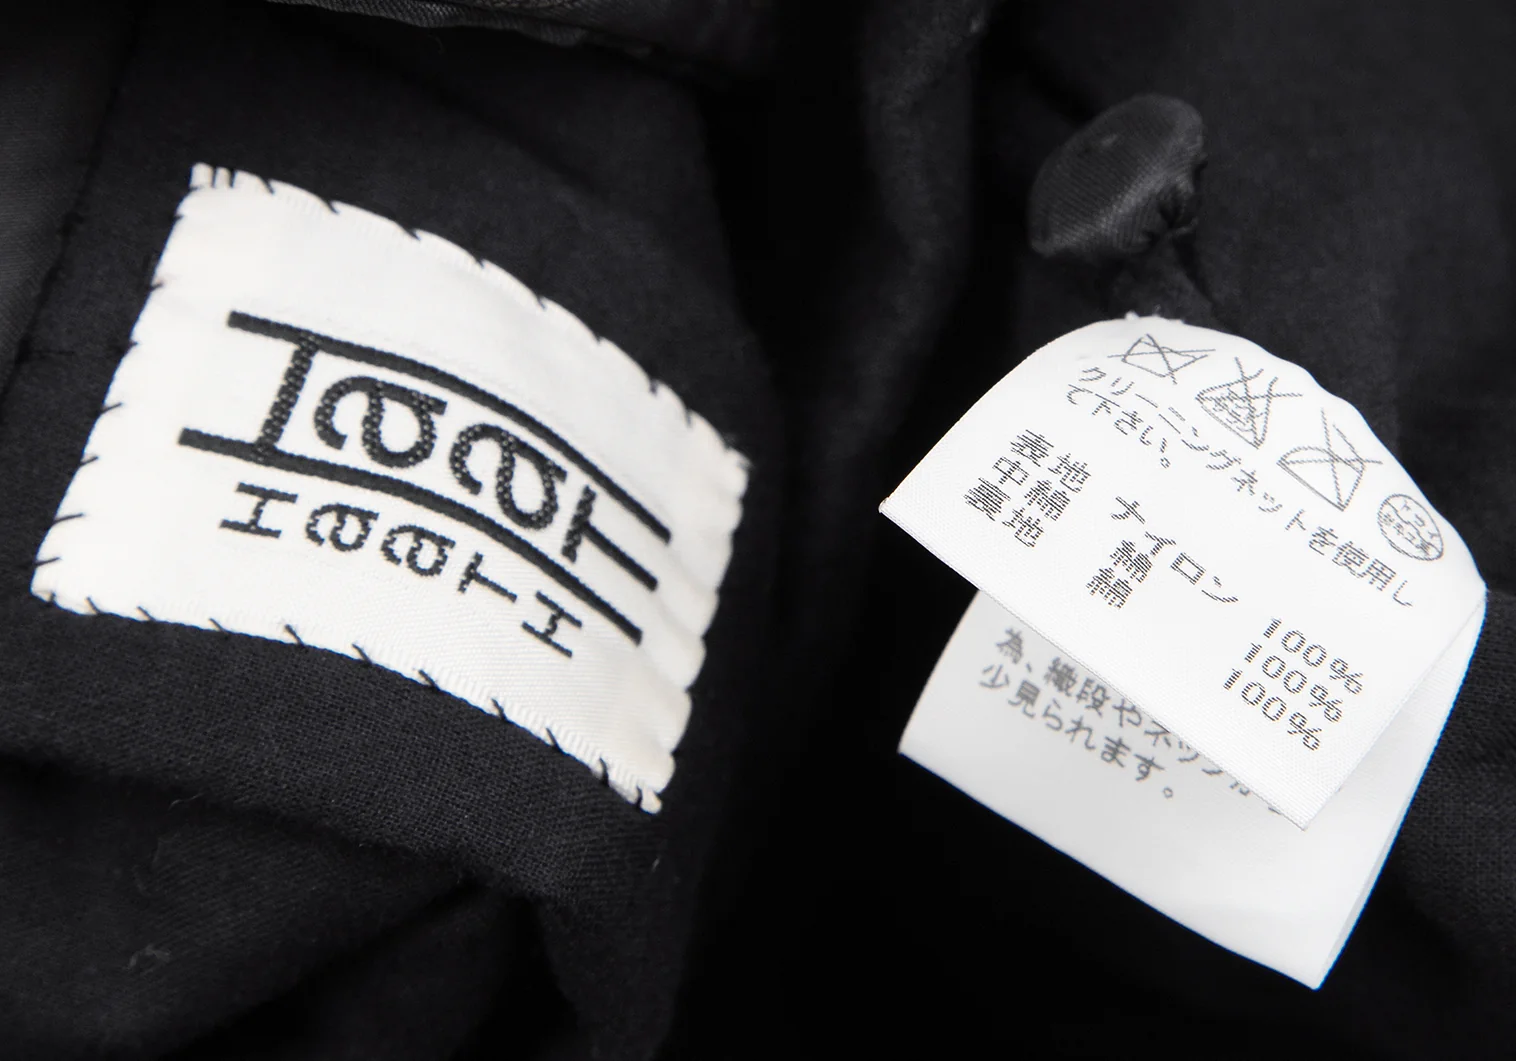 HaaT
HaaTH
クリーニングネットを使用し
て下さい。
表地 ナイロン 100%
中綿 綿 100%
裏地 綿 100%
為、織段やネップが
少見られます。